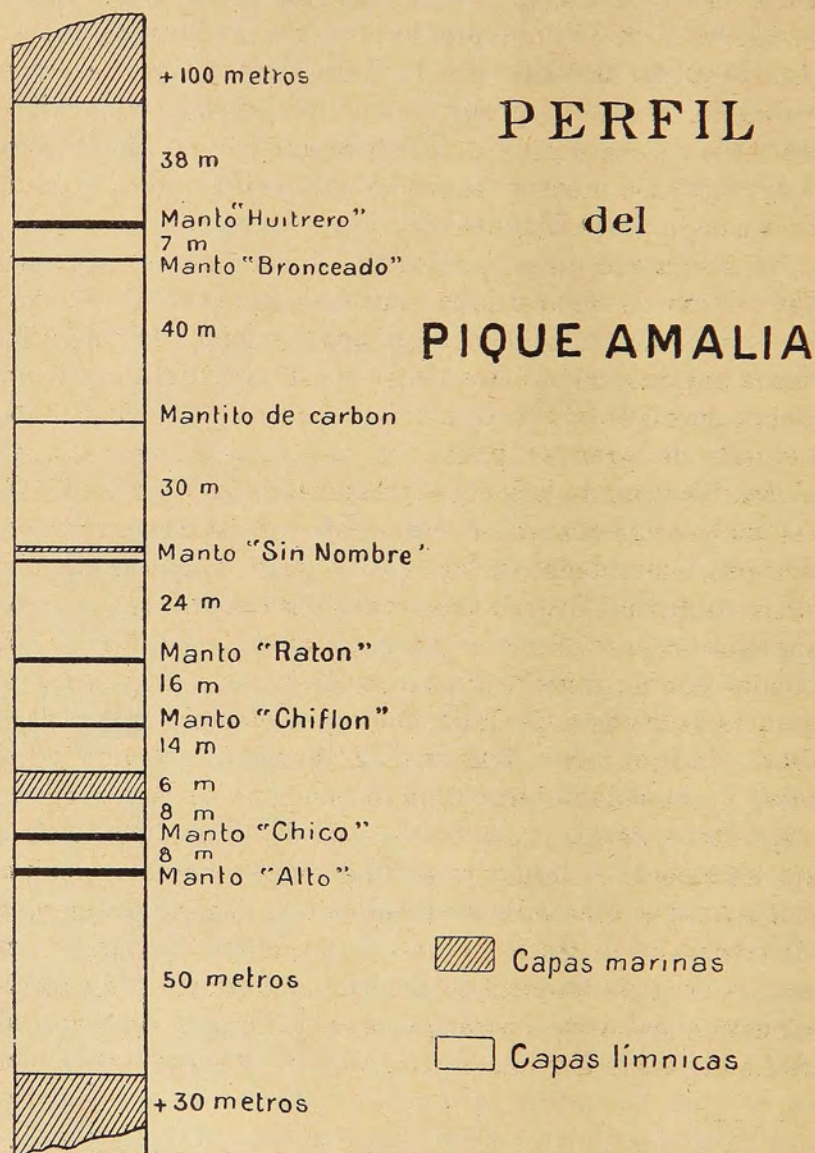 + 100 metros
38 m
Manto "Huitrero"
7 m
Manto "Bronceado"
40 m
Mantito de carbon
30 m
Manto "Sin Nombre'
24 m
Manto "Raton"
16 m
Manto "Chiflon"
14 m
6 m
8 m
Manto "Chico"
8 m
Manto "Alto"
50 metros
+ 30 metros
PERFIL
del
PIQUE AMALIA
Capas marinas
Capas límnicas